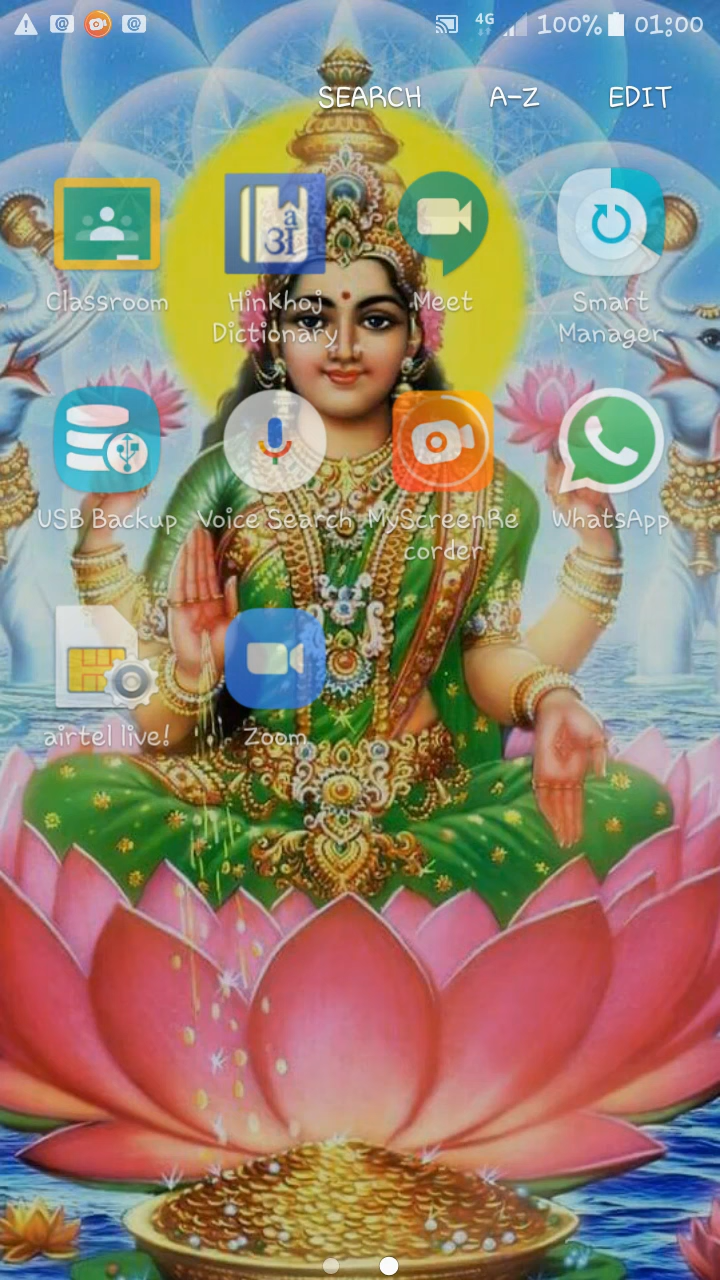 4G 100% 01:00
SEARCH A-Z EDIT
a
अ
Classroom HinKhoj Meet Smart
Dictionary Manager
USB Backup Voice Search MyScreenRe WhatsApp
corder
airtel live! Zoom